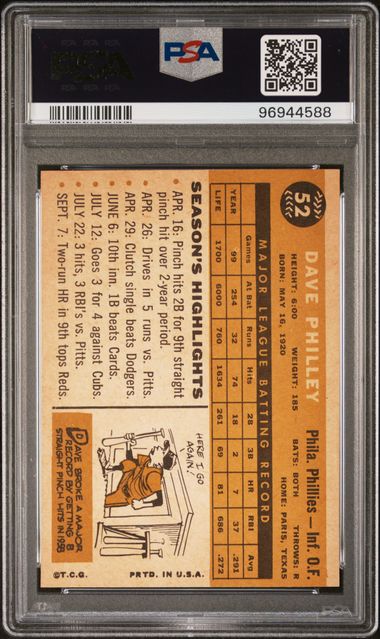 PSA
96944588
52
DAVE PHILLEY
Phila. Phillies — Inf. O.F.
HEIGHT: 6:00 WEIGHT: 185 BATS: BOTH THROWS: R
BORN: MAY 16, 1920 HOME: PARIS, TEXAS
MAJOR LEAGUE BATTING RECORD
YEAR Games At Bat Runs Hits 2B 3B HR RBI Avg
YEAR 99 254 32 74 18 2 7 37 .291
LIFE 1700 6000 760 1634 261 69 81 686 .272
SEASON'S HIGHLIGHTS
• APR. 16: Pinch hits 2B for 9th straight
pinch hit over 2-year period.
• APR. 26: Drives in 5 runs vs. Pitts.
• APR. 29: Clutch single beats Dodgers.
• JUNE 6: 10th inn. 1B beats Cards.
• JULY 12: Goes 3 for 4 against Cubs.
• JULY 22: 3 hits, 3 RBI's vs. Pitts.
• SEPT. 7: Two-run HR in 9th tops Reds.
HERE I GO
AGAIN!
DAVE BROKE A MAJOR
RECORD BY GETTING 8
STRAIGHT PINCH HITS IN 1958
©T.C.G. PRTD. IN U.S.A.